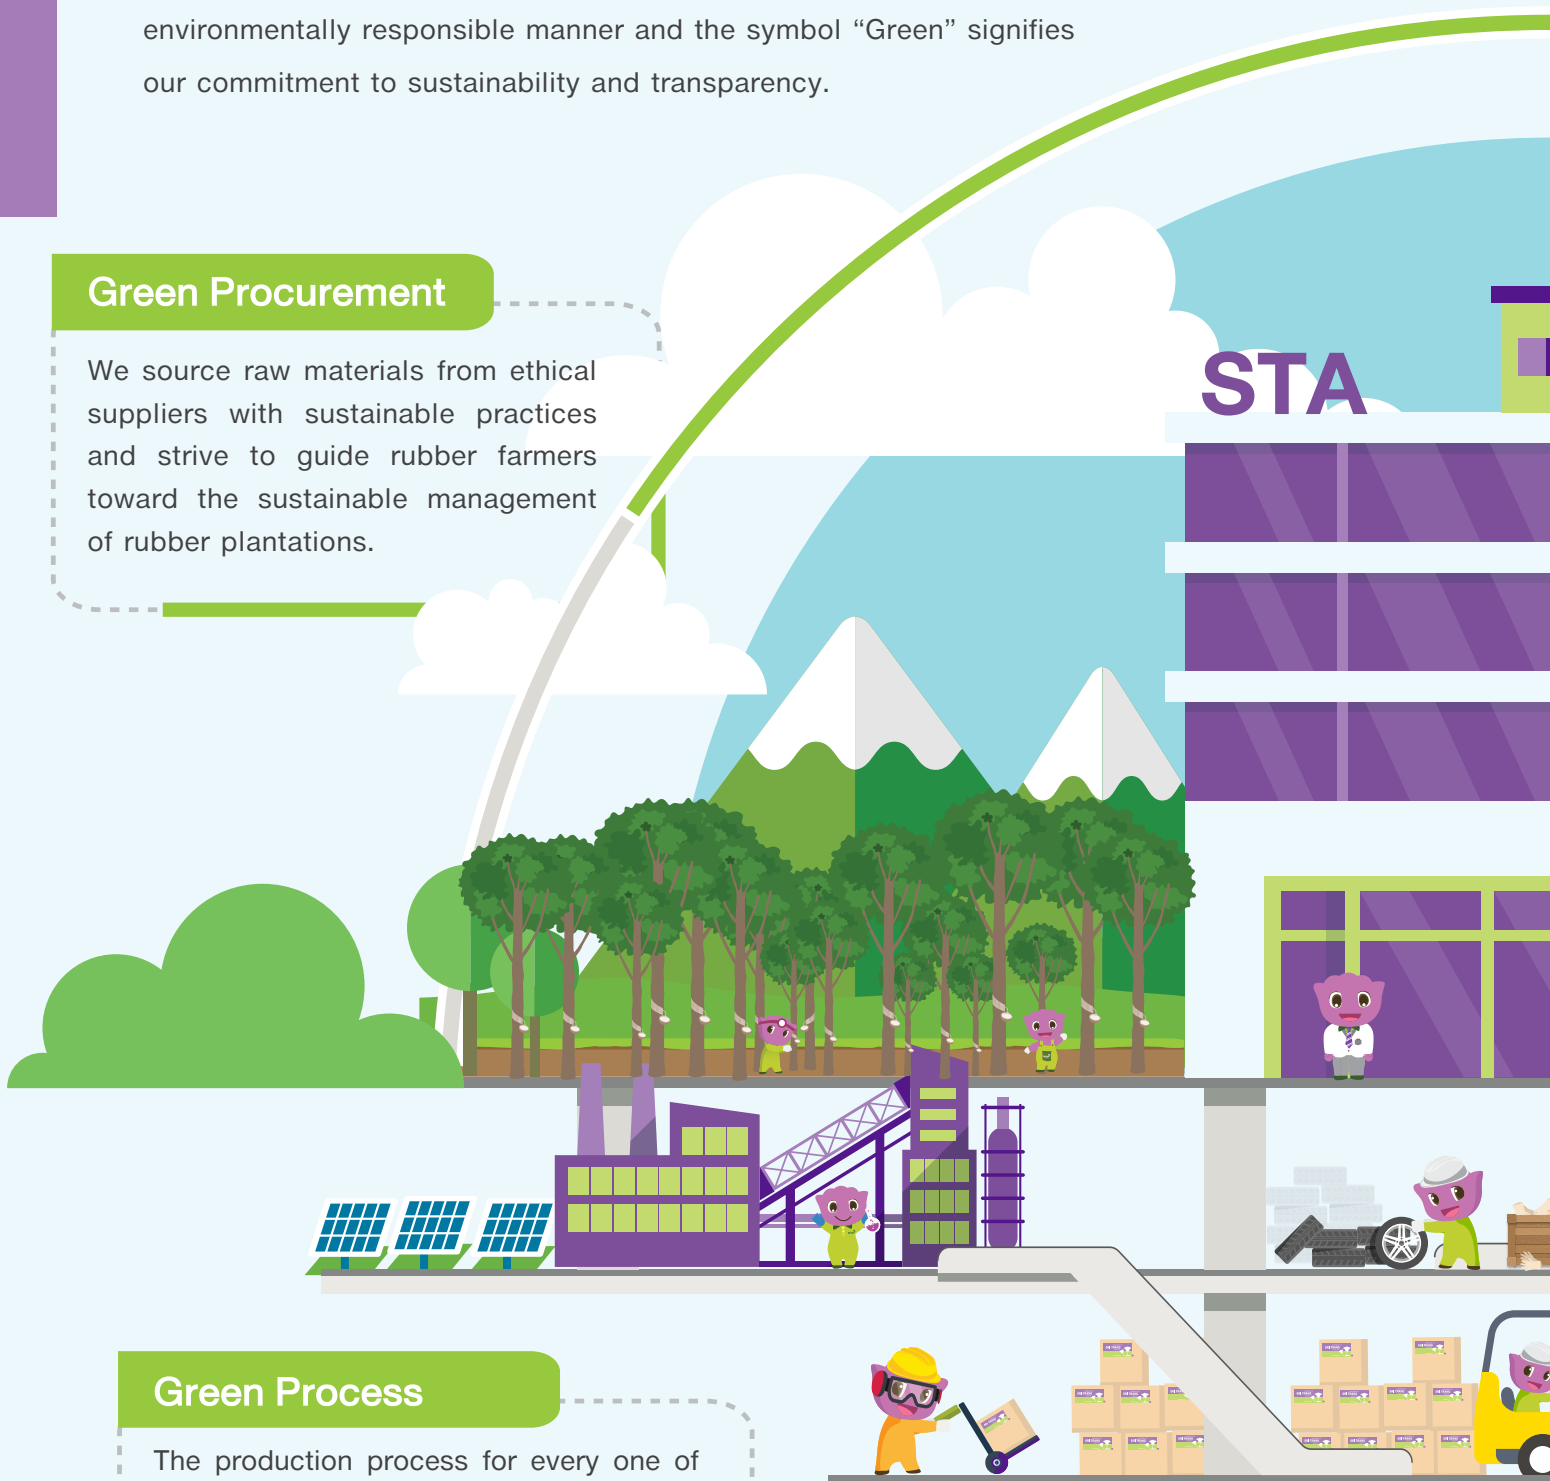 environmentally responsible manner and the symbol “Green” signifies
our commitment to sustainability and transparency.
Green Procurement
We source raw materials from ethical
suppliers with sustainable practices
and strive to guide rubber farmers
toward the sustainable management
of rubber plantations.
STA
Green Process
The production process for every one of